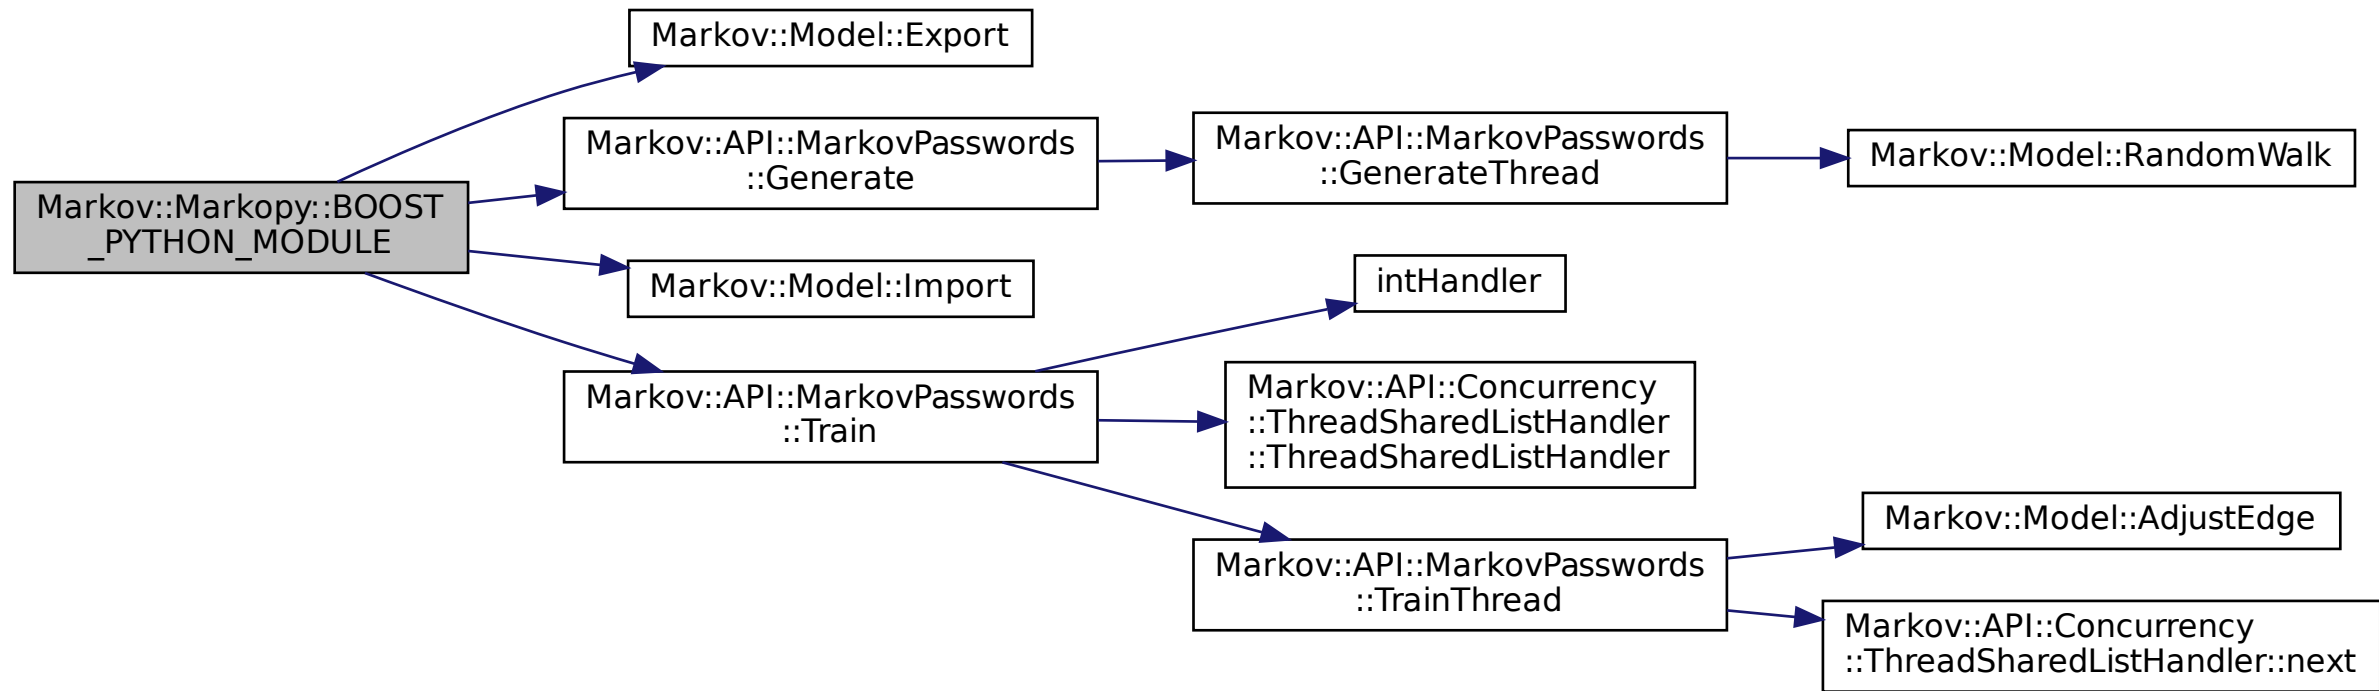 Markov::Model::Export
Markov::API::MarkovPasswords
::Generate
Markov::API::MarkovPasswords
::GenerateThread
Markov::Model::RandomWalk
Markov::Markopy::BOOST
_PYTHON_MODULE
Markov::Model::Import
intHandler
Markov::API::MarkovPasswords
::Train
Markov::API::Concurrency
::ThreadSharedListHandler
::ThreadSharedListHandler
Markov::API::MarkovPasswords
::TrainThread
Markov::Model::AdjustEdge
Markov::API::Concurrency
::ThreadSharedListHandler::next